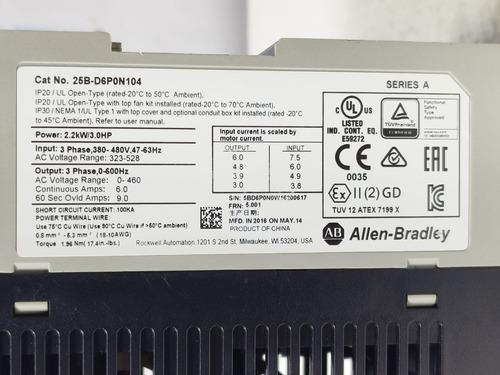 Cat No. 25B-D6P0N104
SERIES A
IP20 / UL Open-Type (rated-20°C to 50°C Ambient).
IP20 / UL Open-Type with top fan kit installed (rated-20°C to 70°C Ambient).
IP30 / NEMA 1/UL Type 1 with top cover and optional conduit box kit installed (rated -20°C
to 45°C Ambient). Refer to user manual.
Power: 2.2kW/3.0HP
Input: 3 Phase,380- 480V,47-63Hz
AC Voltage Range: 323-528
Output: 3 Phase,0-600Hz
AC Voltage Range: 0- 460
Continuous Amps: 6.0
60 Sec Ovld Amps: 9.0
SHORT CIRCUIT CURRENT: 100KA
POWER TERMINAL WIRE:
Use 75°C Cu Wire (Use 90°C Cu Wire if >50°C ambient)
0.8 mm² - 5.3 mm² (18-10AWG)
Torque 1.96 Nm (17.4in.-lbs.)
Input current is scaled by
motor current.
OUTPUT INPUT
6.0 7.5
4.8 6.0
3.9 4.9
3.0 3.8
FRN: 5.001
生产日期:
MFD. IN 2016 ON MAY.14
PRODUCT OF CHINA
Rockwell Automation 1201 S 2nd St. Milwaukee, WI 53204, USA
C UL US
LISTED
IND. CONT. EQ.
E59272
TÜVRheinland
Functional
Safety
Type
Approved
CE
0035
EAC
Ex II (2) GD
TUV 12 ATEX 7199 X
AB Allen-Bradley